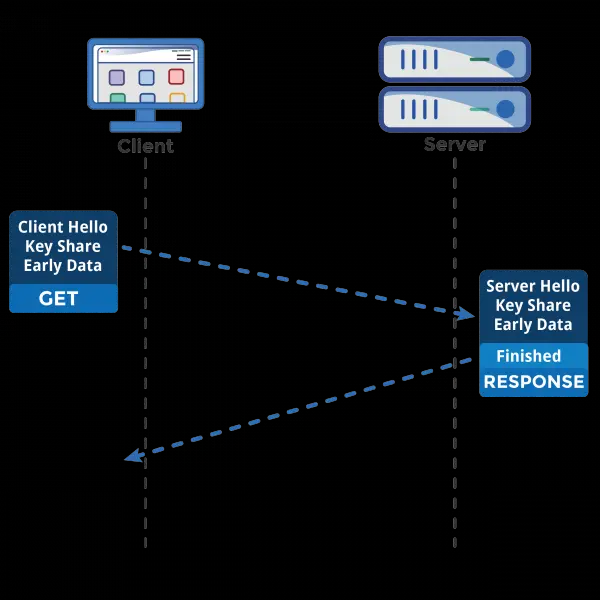 Client
Server
Client Hello
Key Share
Early Data
GET
Server Hello
Key Share
Early Data
Finished
RESPONSE